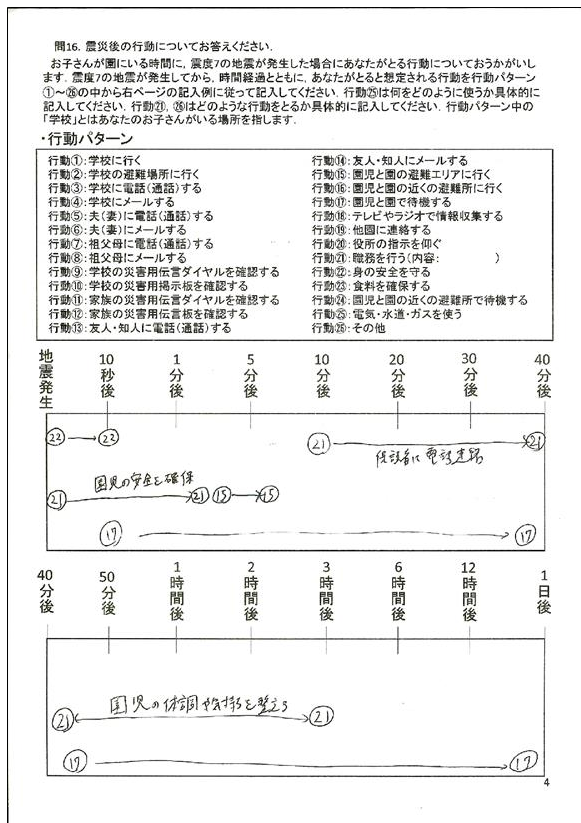 問16. 震災後の行動についてお答えください.
お子さんが園にいる時間に, 震度7の地震が発生した場合にあなたがとる行動についておうかがいし
ます. 震度7の地震が発生してから, 時間経過とともに, あなたがとると想定される行動を行動パターン
①～㉖の中から右ページの記入例に従って記入してください. 行動㉕は何をどのように使うか具体的に
記入してください. 行動㉑, ㉖はどのような行動をとるか具体的に記入してください. 行動パターン中の
「学校」とはあなたのお子さんがいる場所を指します.
・行動パターン
行動①：学校に行く
行動②：学校の避難場所に行く
行動③：学校に電話(通話)する
行動④：学校にメールする
行動⑤：夫(妻)に電話(通話)する
行動⑥：夫(妻)にメールする
行動⑦：祖父母に電話(通話)する
行動⑧：祖父母にメールする
行動⑨：学校の災害用伝言ダイヤルを確認する
行動⑩：学校の災害用掲示板を確認する
行動⑪：家族の災害用伝言ダイヤルを確認する
行動⑫：家族の災害用伝言板を確認する
行動⑬：友人・知人に電話(通話)する
行動⑭：友人・知人にメールする
行動⑮：園児と園の避難エリアに行く
行動⑯：園児と園の近くの避難所に行く
行動⑰：園児と園で待機する
行動⑱：テレビやラジオで情報収集する
行動⑲：他園に連絡する
行動⑳：役所の指示を仰ぐ
行動㉑：職務を行う(内容： )
行動㉒：身の安全を守る
行動㉓：食料を確保する
行動㉔：園児と園の近くの避難所で待機する
行動㉕：電気・水道・ガスを使う
行動㉖：その他
地震発生 10秒後 1分後 5分後 10分後 20分後 30分後 40分後
㉒ → ㉒ ㉑ → ㉑
保護者に電話連絡
園児の安全を確保
㉑ → ㉑ ⑮ → ⑮
⑰ → ⑰
40分後 50分後 1時間後 2時間後 3時間後 6時間後 12時間後 1日後
園児の体調や気持を整える
㉑ ↔ ㉑
⑰ → ⑰
4